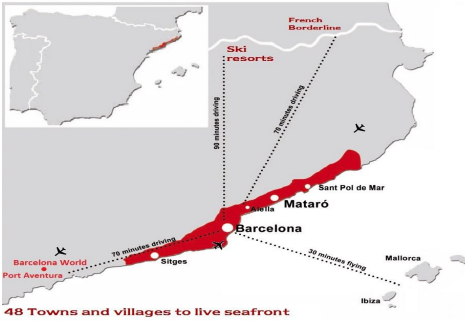 French
Borderline
Ski
resorts
90 minutes driving
70 minutes driving
Sant Pol de Mar
Alella
Mataró
Barcelona
70 minutes driving
30 minutes flying
Barcelona World
Port Aventura
Sitges
Mallorca
Ibiza
48 Towns and villages to live seafront